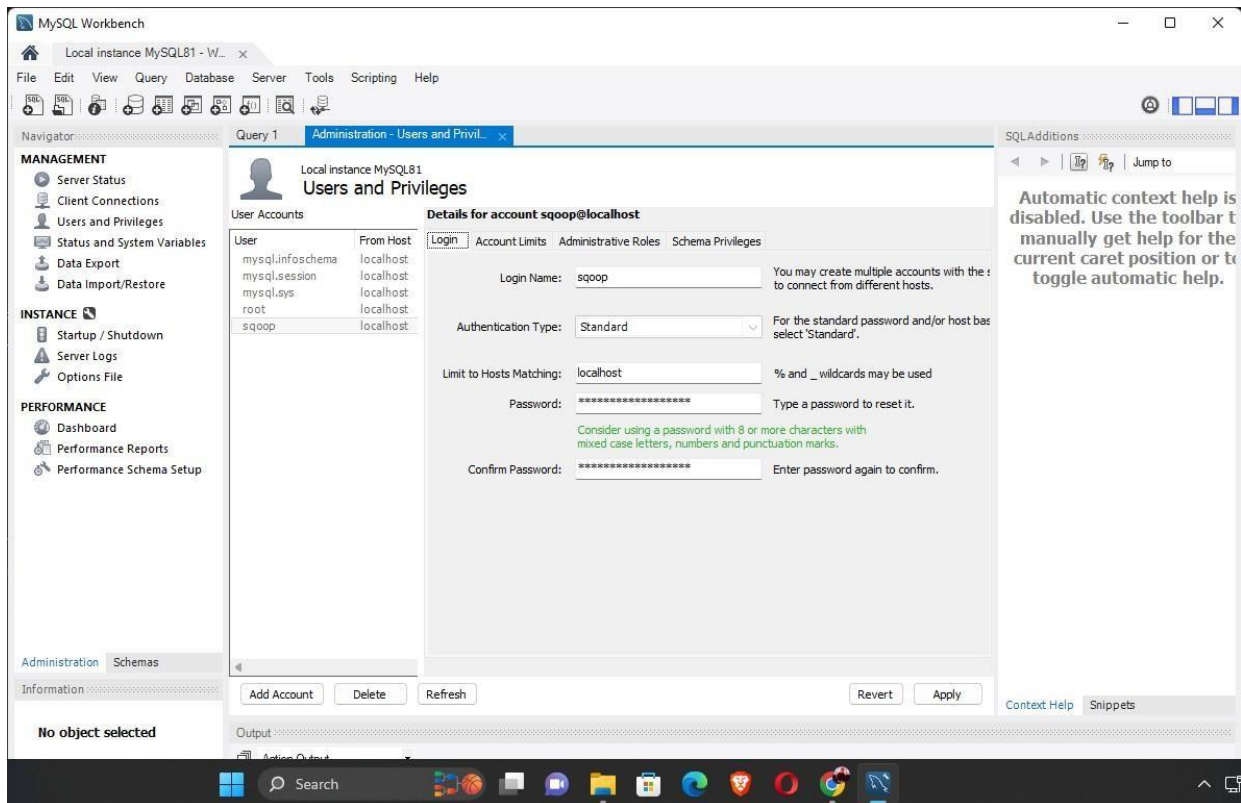 MySQL Workbench
Local instance MySQL81 - W...
File Edit View Query Database Server Tools Scripting Help
Navigator
MANAGEMENT
Server Status
Client Connections
Users and Privileges
Status and System Variables
Data Export
Data Import/Restore
INSTANCE
Startup / Shutdown
Server Logs
Options File
PERFORMANCE
Dashboard
Performance Reports
Performance Schema Setup
Administration Schemas
Information
No object selected
Query 1 Administration - Users and Privil...
Local instance MySQL81
Users and Privileges
User Accounts
User From Host
mysql.infoschema localhost
mysql.session localhost
mysql.sys localhost
root localhost
sqoop localhost
Add Account Delete Refresh
Details for account sqoop@localhost
Login Account Limits Administrative Roles Schema Privileges
Login Name: sqoop You may create multiple accounts with the s
to connect from different hosts.
Authentication Type: Standard For the standard password and/or host bas
select 'Standard'.
Limit to Hosts Matching: localhost % and _ wildcards may be used
Password: ****************** Type a password to reset it.
Consider using a password with 8 or more characters with
mixed case letters, numbers and punctuation marks.
Confirm Password: ****************** Enter password again to confirm.
Revert Apply
Output
Action Output
SQLAdditions
Jump to
Automatic context help is
disabled. Use the toolbar t
manually get help for the
current caret position or to
toggle automatic help.
Context Help Snippets
Search